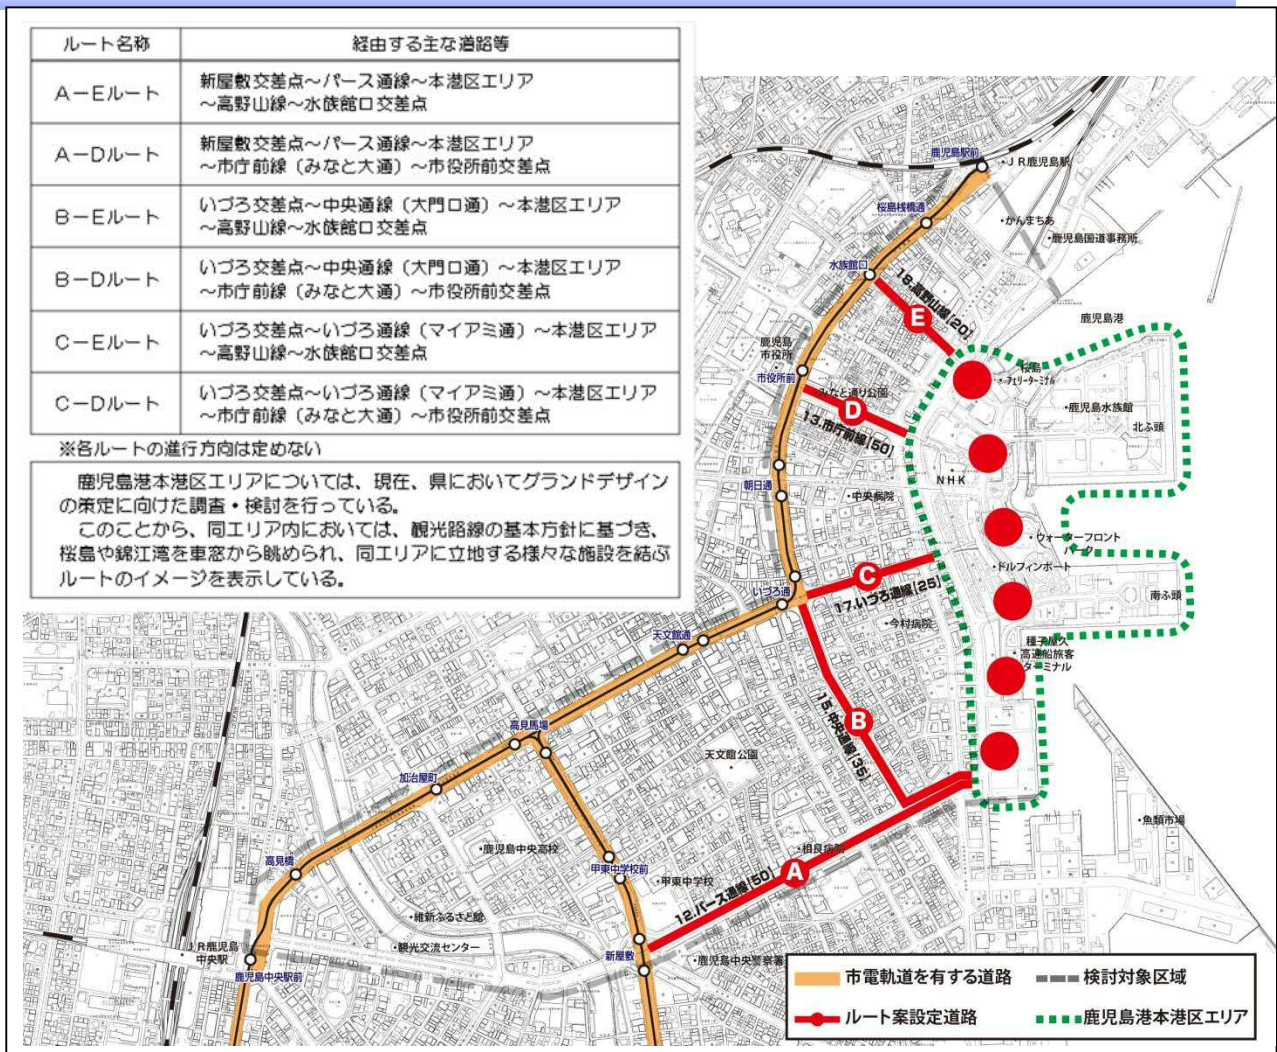 ルート名称 経由する主な道路等
A-Eルート 新屋敷交差点～パース通線～本港区エリア
～高野山線～水族館口交差点
A-Dルート 新屋敷交差点～パース通線～本港区エリア
～市庁前線（みなと大通）～市役所前交差点
B-Eルート いづろ交差点～中央通線（大門口通）～本港区エリア
～高野山線～水族館口交差点
B-Dルート いづろ交差点～中央通線（大門口通）～本港区エリア
～市庁前線（みなと大通）～市役所前交差点
C-Eルート いづろ交差点～いづろ通線（マイアミ通）～本港区エリア
～高野山線～水族館口交差点
C-Dルート いづろ交差点～いづろ通線（マイアミ通）～本港区エリア
～市庁前線（みなと大通）～市役所前交差点
※各ルートの進行方向は定めない
鹿児島港本港区エリアについては、現在、県においてグランドデザイン
の策定に向けた調査・検討を行っている。
このことから、同エリア内においては、観光路線の基本方針に基づき、
桜島や錦江湾を車窓から眺められ、同エリアに立地する様々な施設を結ぶ
ルートのイメージを表示している。
鹿児島駅前
・JR鹿児島駅
桜島桟橋通
・かんまちあ
・鹿児島国道事務所
水族館口
18.高野山線[20]
E
鹿児島港
鹿児島
市役所
市役所前
桜島
・フェリーターミナル
みなと通り公園
D
13.市庁前線[50]
・鹿児島水族館
北ふ頭
朝日通
・中央病院
NHK
・ウォーターフロント
パーク
C
・ドルフィンポート
いづろ通
17.いづろ通線[25]
南ふ頭
・今村病院
天文館通
種子屋久
・高速船旅客
ターミナル
B
15.中央通線[35]
高見馬場
天文館公園
加治屋町
・魚類市場
・鹿児島中央高校
・相良病院
A
高見橋
甲東中学校前
・甲東中学校
12.パース通線[50]
・維新ふるさと館
JR鹿児島
中央駅
・観光交流センター
新屋敷
・鹿児島中央警察署
鹿児島中央駅前
市電軌道を有する道路 検討対象区域
ルート案設定道路 鹿児島港本港区エリア